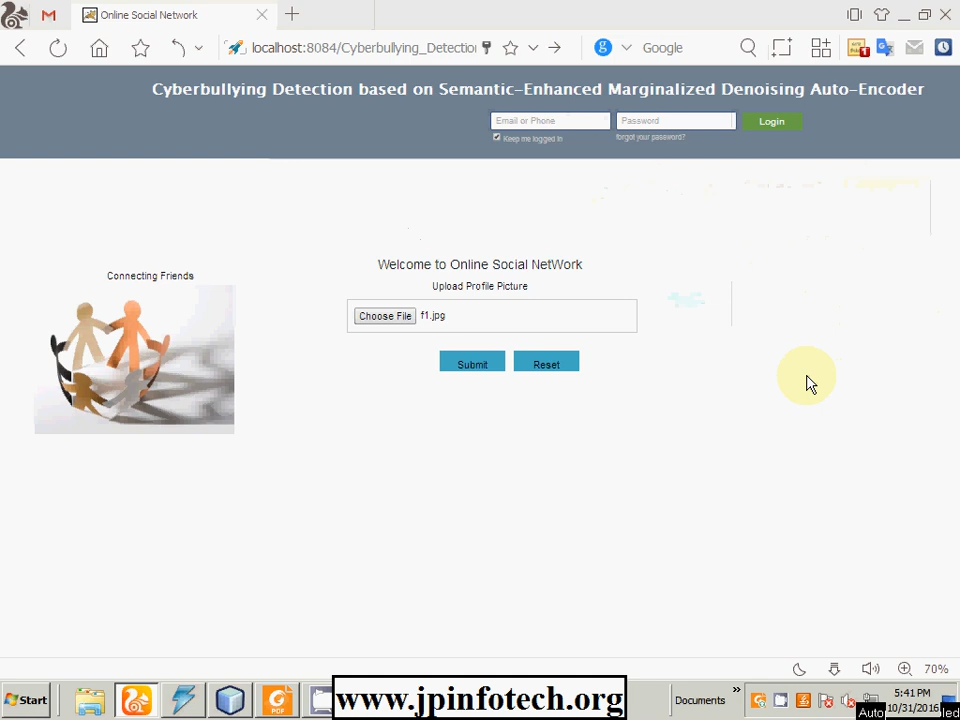 Online Social Network
localhost:8084/Cyberbullying_Detection
Google
Cyberbullying Detection based on Semantic-Enhanced Marginalized Denoising Auto-Encoder
Email or Phone
Password
Login
Keep me logged in
forgot your password?
Welcome to Online Social NetWork
Connecting Friends
Upload Profile Picture
Choose File f1.jpg
Submit
Reset
70%
Start
PDF
www.jpinfotech.org
Documents
5:41 PM
10/31/2016